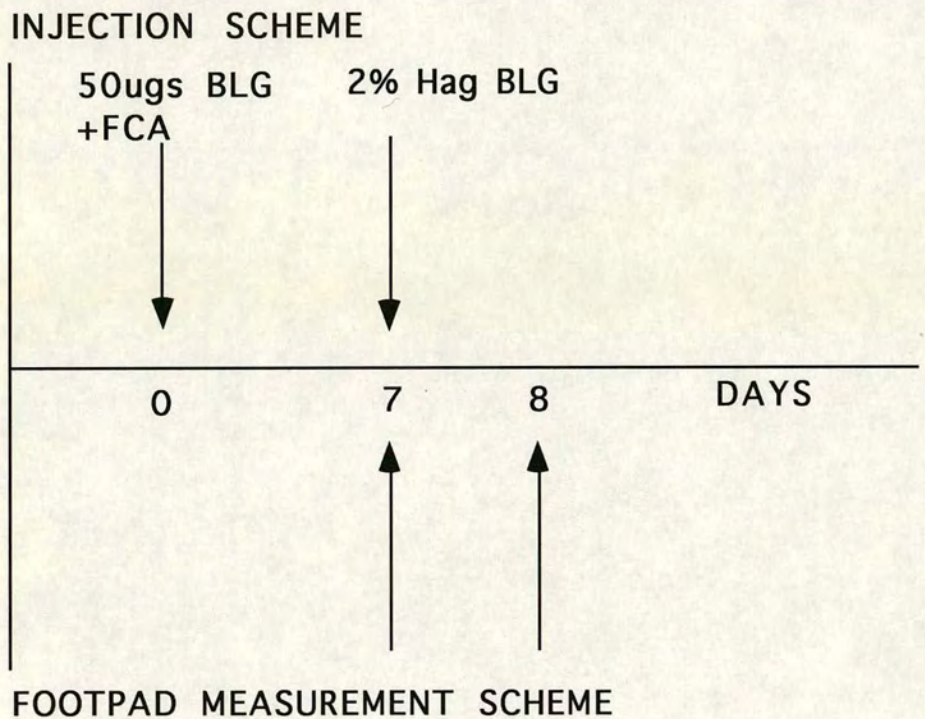 INJECTION SCHEME
50ugs BLG
+FCA
2% Hag BLG
0
7
8
DAYS
FOOTPAD MEASUREMENT SCHEME